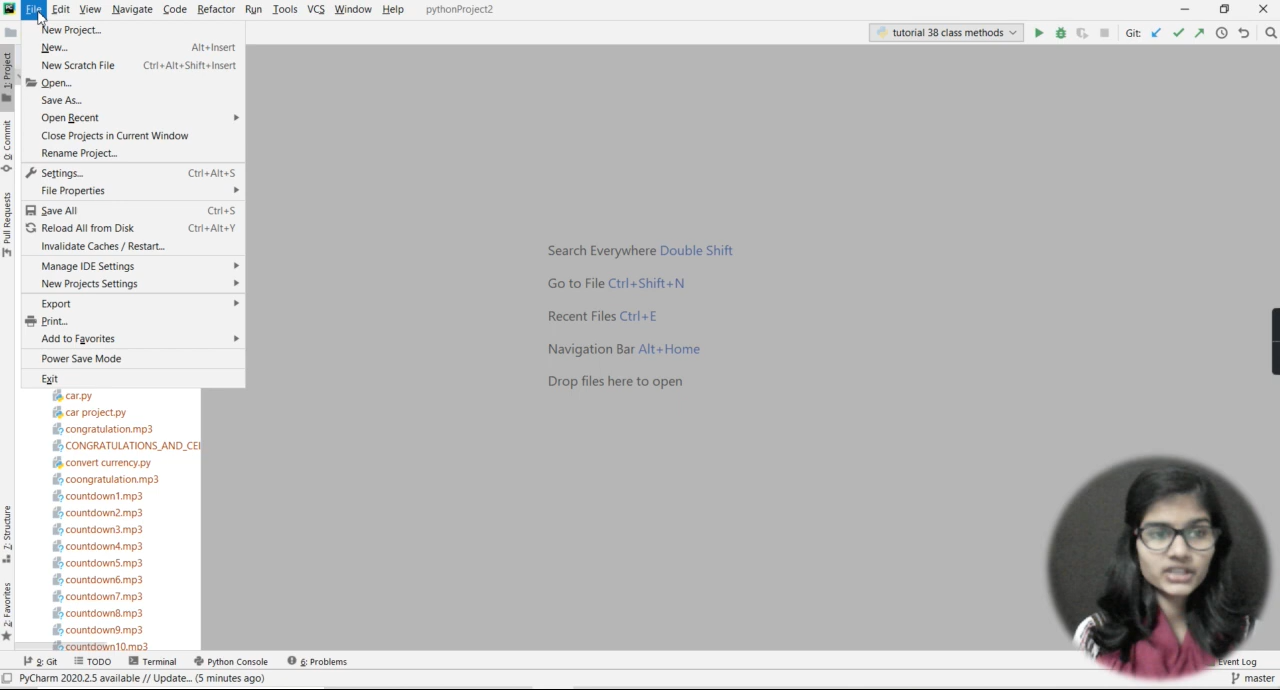 File Edit View Navigate Code Refactor Run Tools VCS Window Help pythonProject2
tutorial 38 class methods Git:
New Project...
New... Alt+Insert
New Scratch File Ctrl+Alt+Shift+Insert
Open...
Save As...
Open Recent
Close Projects in Current Window
Rename Project...
Settings... Ctrl+Alt+S
File Properties
Save All Ctrl+S
Reload All from Disk Ctrl+Alt+Y
Invalidate Caches / Restart...
Manage IDE Settings
New Projects Settings
Export
Print...
Add to Favorites
Power Save Mode
Exit
1: Project
Commit
Pull Requests
7: Structure
2: Favorites
car.py
car project.py
congratulation.mp3
CONGRATULATIONS_AND_CEI
convert currency.py
coongratulation.mp3
countdown1.mp3
countdown2.mp3
countdown3.mp3
countdown4.mp3
countdown5.mp3
countdown6.mp3
countdown7.mp3
countdown8.mp3
countdown9.mp3
countdown10.mp3
Search Everywhere Double Shift
Go to File Ctrl+Shift+N
Recent Files Ctrl+E
Navigation Bar Alt+Home
Drop files here to open
9: Git TODO Terminal Python Console 6: Problems Event Log
PyCharm 2020.2.5 available // Update... (5 minutes ago) master